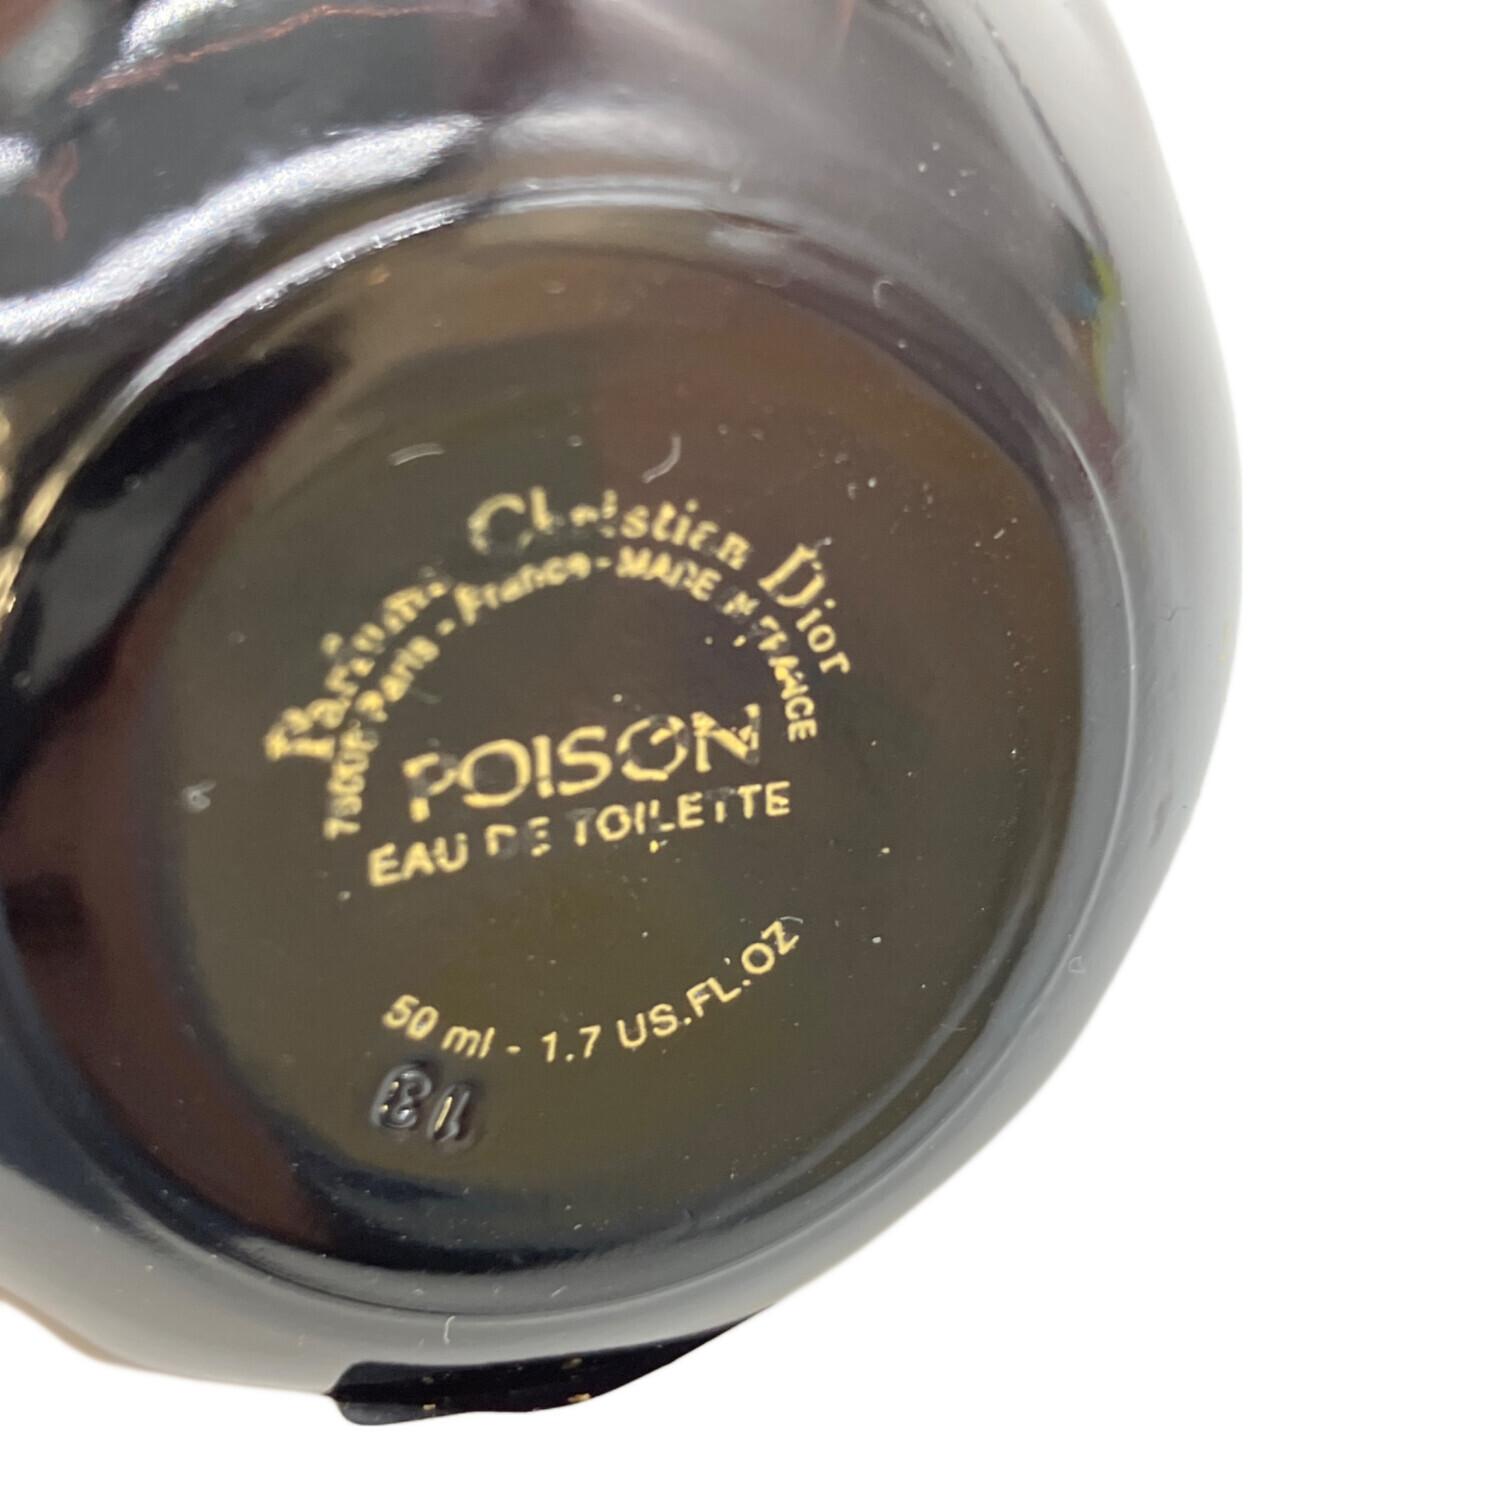 Parfums Christian Dior
75008 Paris - France - MADE IN FRANCE
POISON
EAU DE TOILETTE
50 ml - 1.7 US.FL.OZ
13